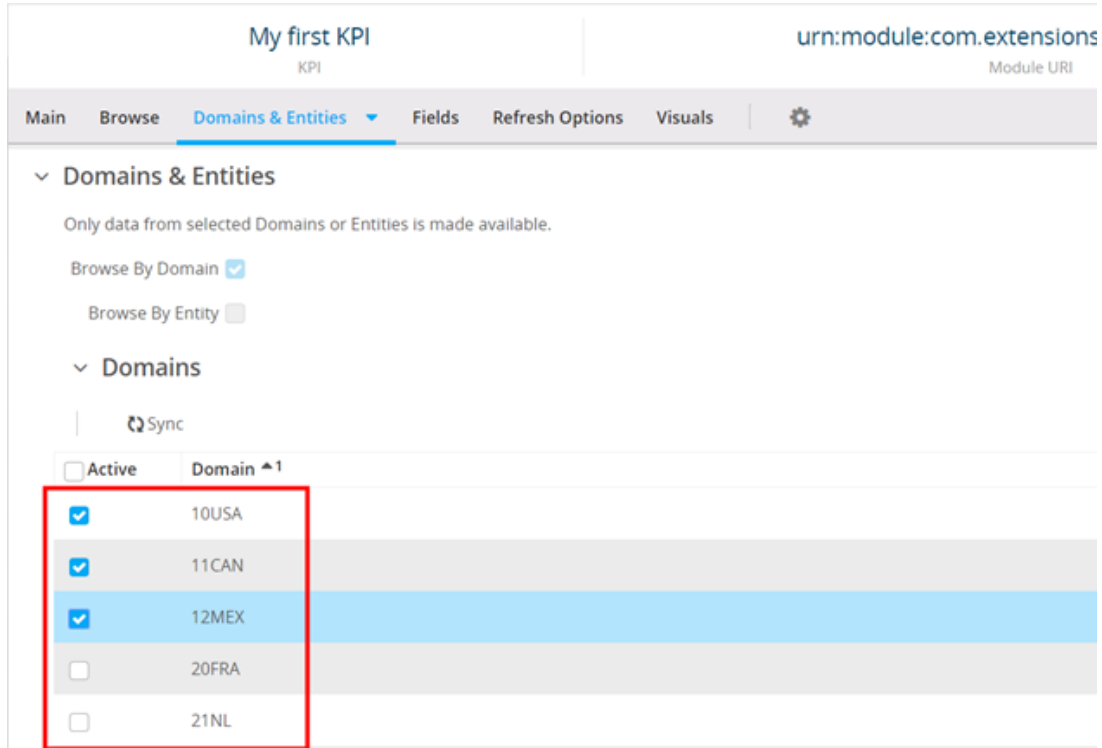 My first KPI urn:module:com.extensions
KPI Module URI
Main Browse Domains & Entities Fields Refresh Options Visuals
Domains & Entities
Only data from selected Domains or Entities is made available.
Browse By Domain
Browse By Entity
Domains
Sync
Active Domain 1
10USA
11CAN
12MEX
20FRA
21NL